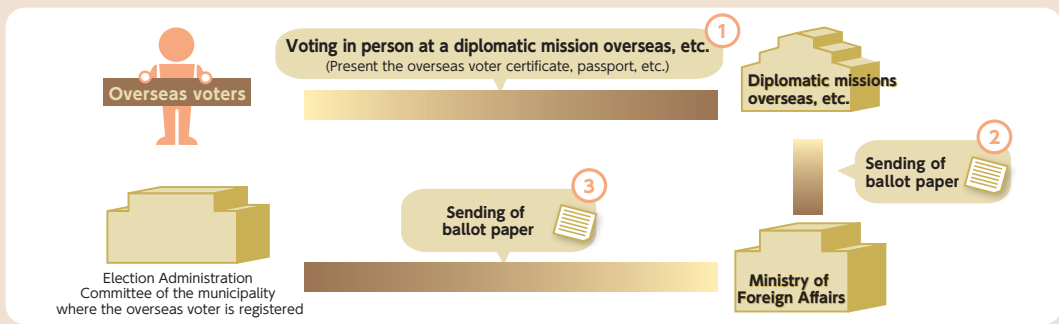 Overseas voters
Voting in person at a diplomatic mission overseas, etc.
(Present the overseas voter certificate, passport, etc.)
1
Diplomatic missions
overseas, etc.
2
Sending of
ballot paper
Ministry of
Foreign Affairs
3
Sending of
ballot paper
Election Administration
Committee of the municipality
where the overseas voter is registered